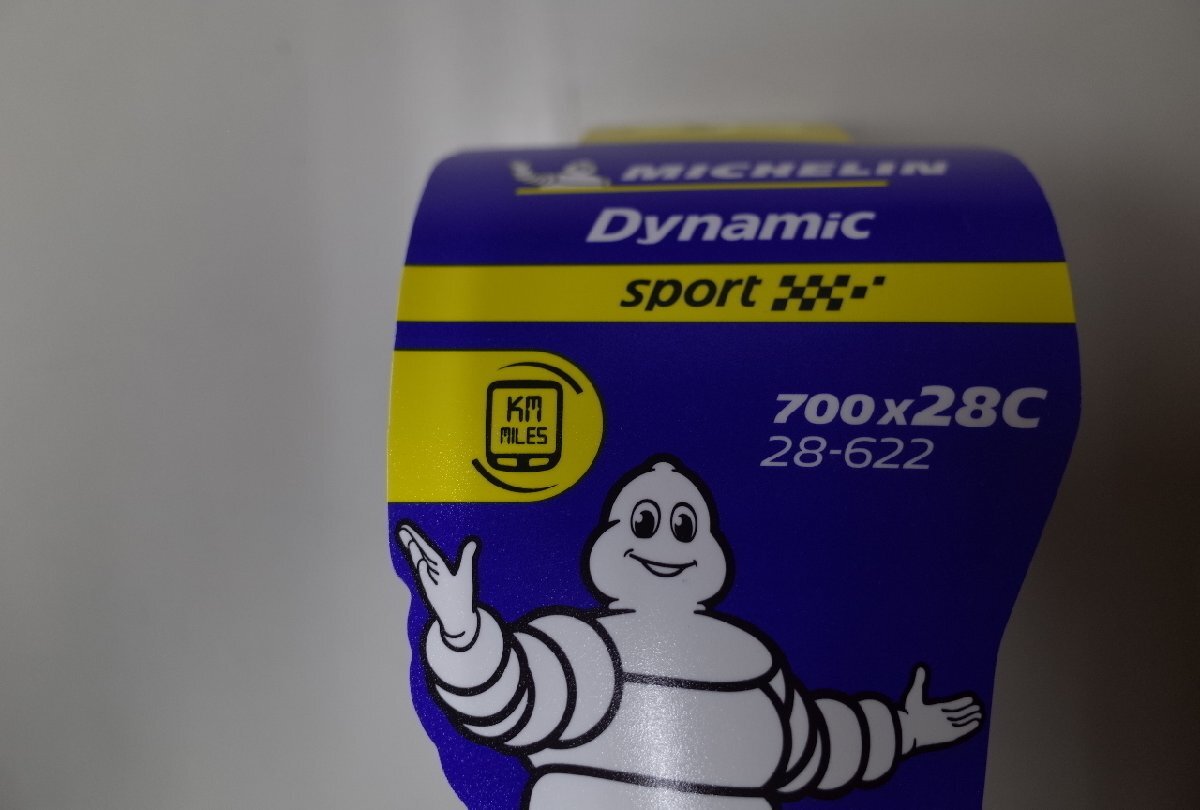 MICHELIN
Dynamic
sport
KM
MILES
700x28C
28-622